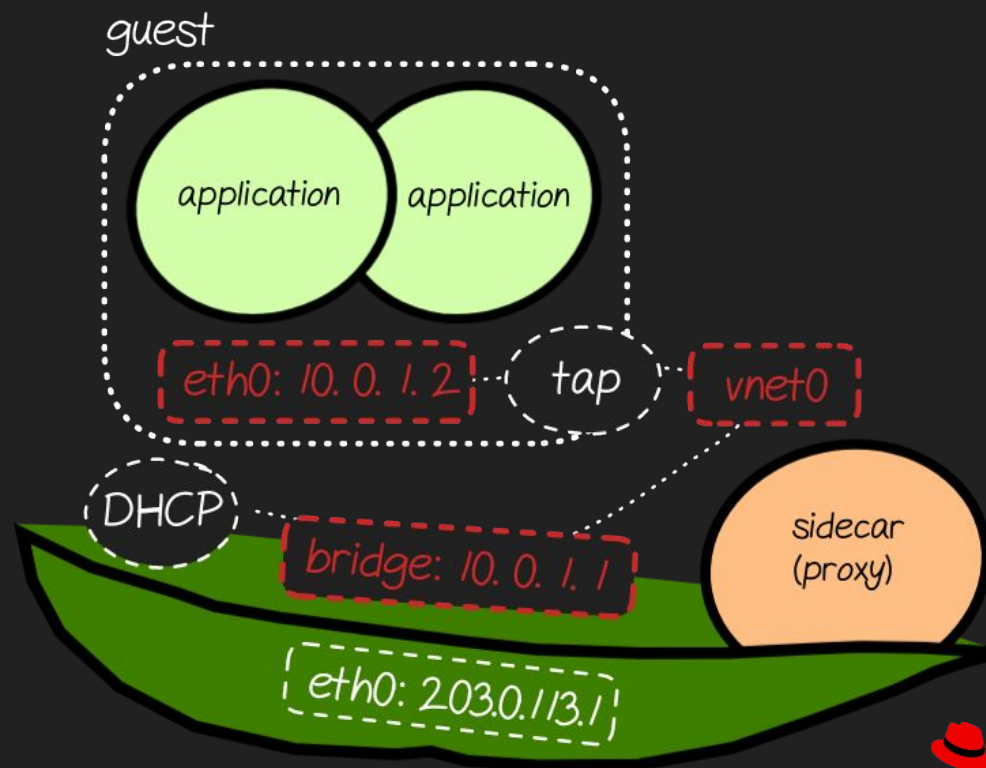 guest
application
application
eth0: 10. 0. 1. 2
tap
vnet0
DHCP
bridge: 10. 0. 1. 1
sidecar
(proxy)
eth0: 203.0.113.1